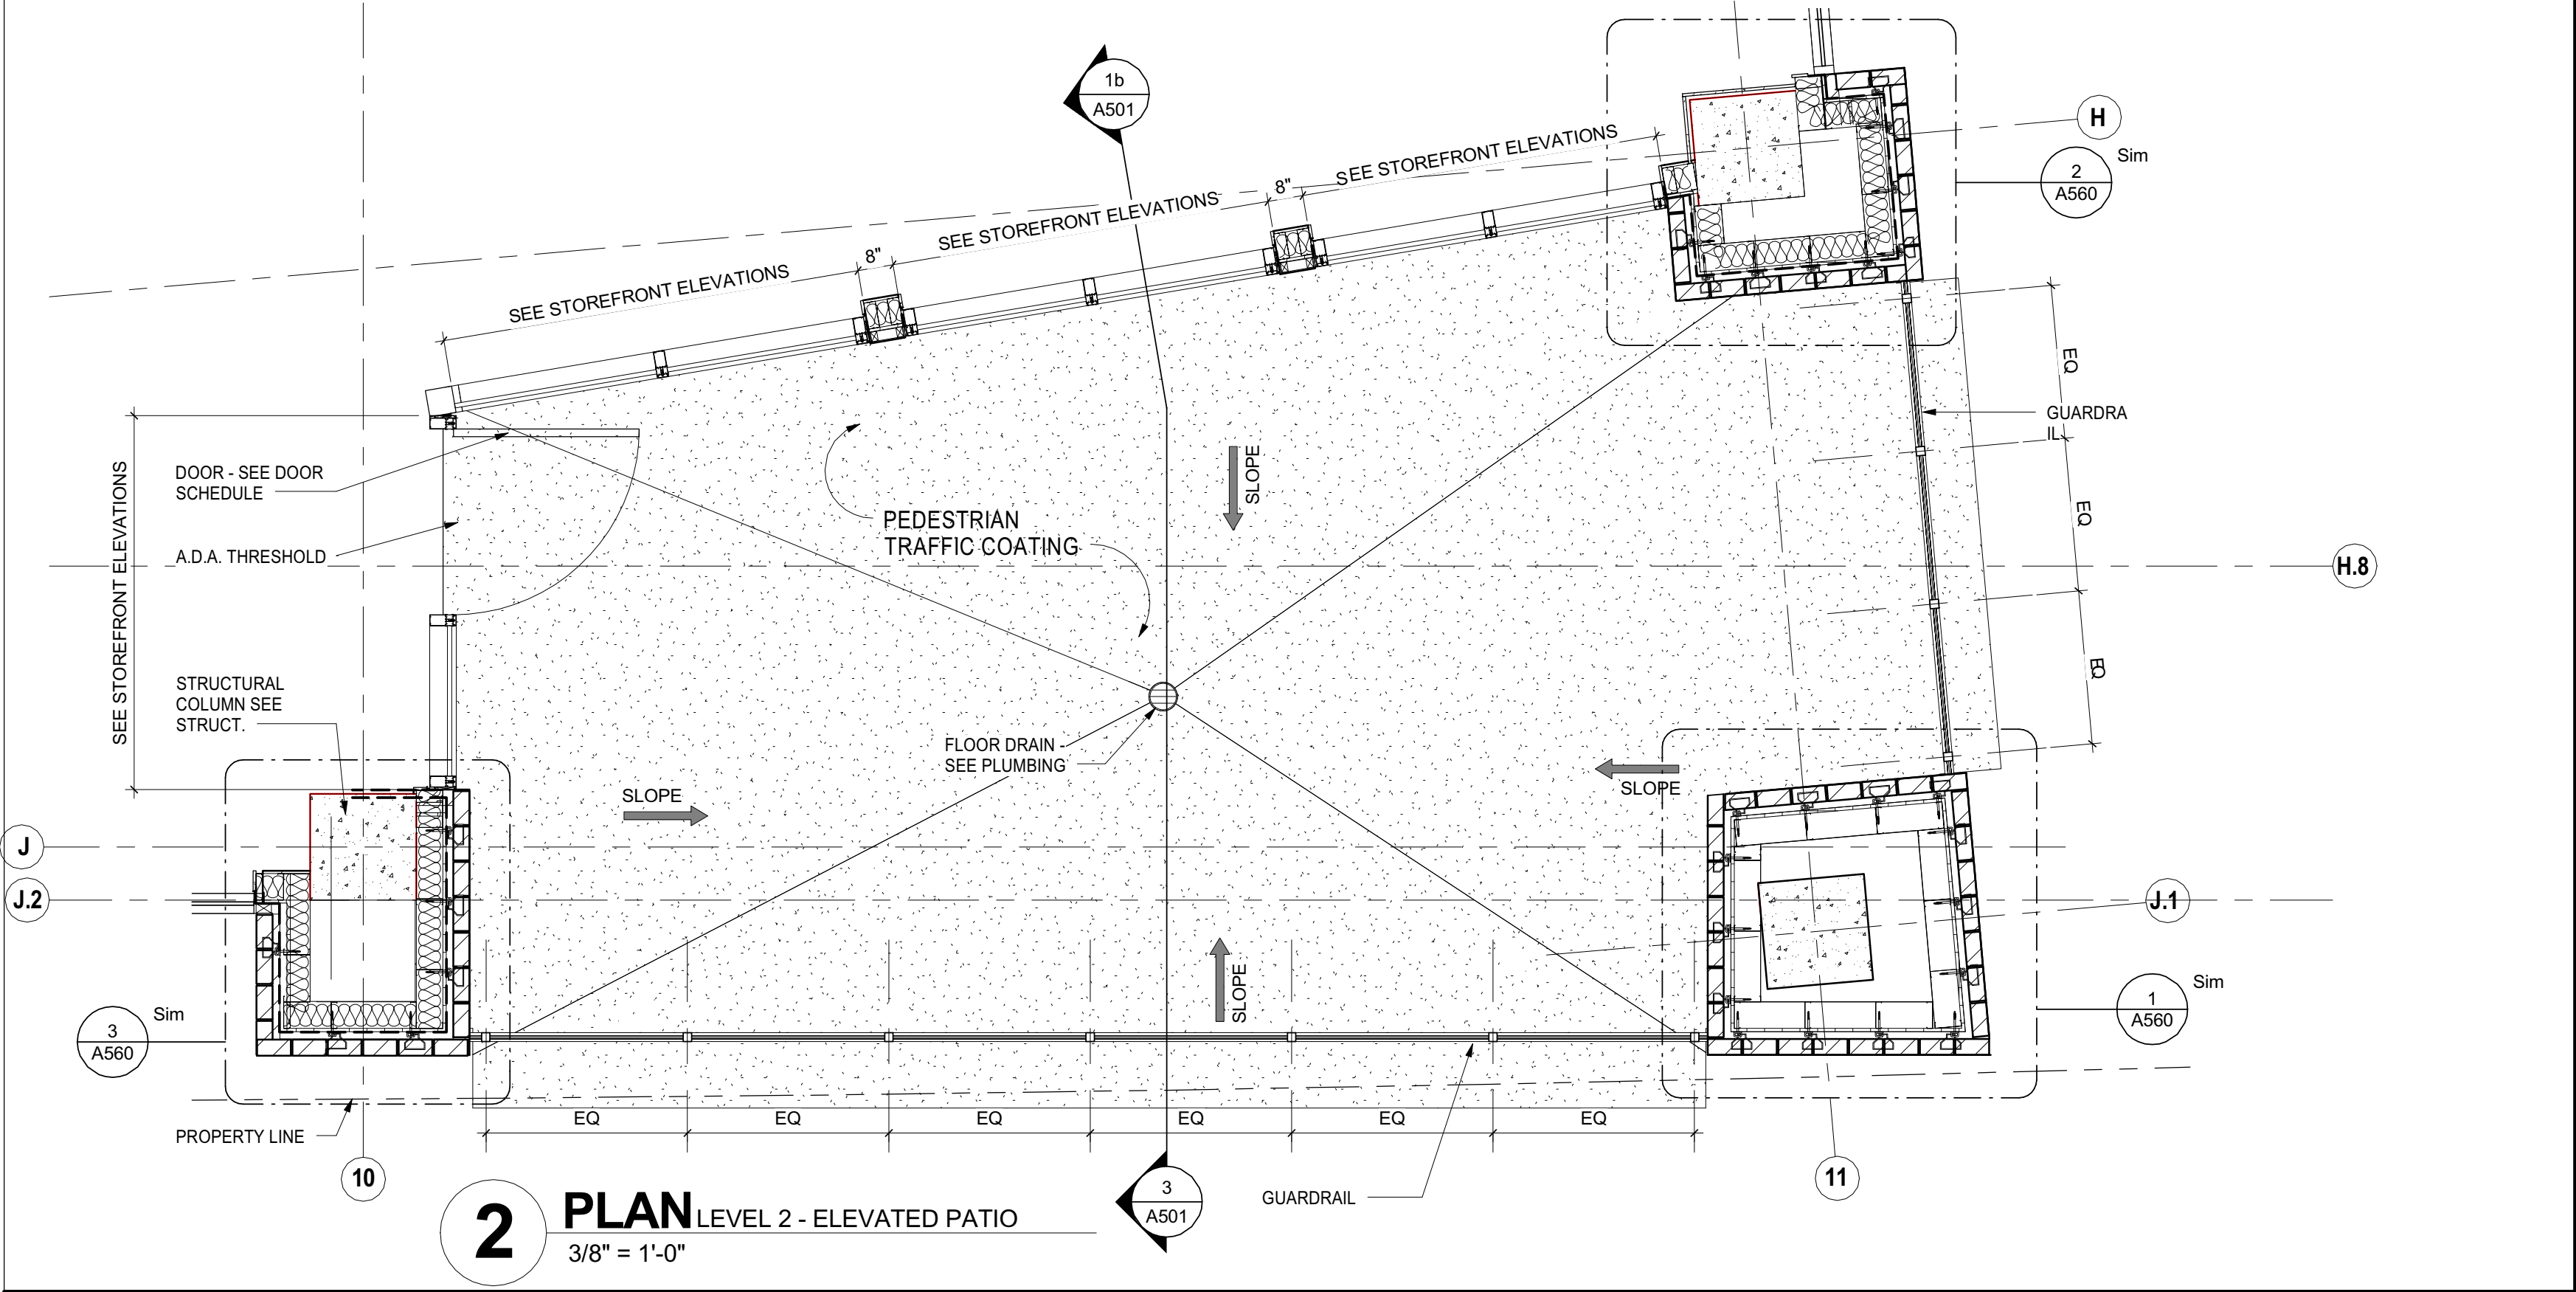 1b
A501
H
2
A560
Sim
SEE STOREFRONT ELEVATIONS
8"
SEE STOREFRONT ELEVATIONS
8"
SEE STOREFRONT ELEVATIONS
EQ
GUARDRA
IL
EQ
EQ
H.8
SEE STOREFRONT ELEVATIONS
DOOR - SEE DOOR
SCHEDULE
A.D.A. THRESHOLD
PEDESTRIAN
TRAFFIC COATING
SLOPE
STRUCTURAL
COLUMN SEE
STRUCT.
FLOOR DRAIN -
SEE PLUMBING
SLOPE
SLOPE
SLOPE
J
J.2
J.1
3
A560
Sim
1
A560
Sim
PROPERTY LINE
EQ
EQ
EQ
EQ
EQ
EQ
10
11
GUARDRAIL
3
A501
2
PLAN LEVEL 2 - ELEVATED PATIO
3/8" = 1'-0"